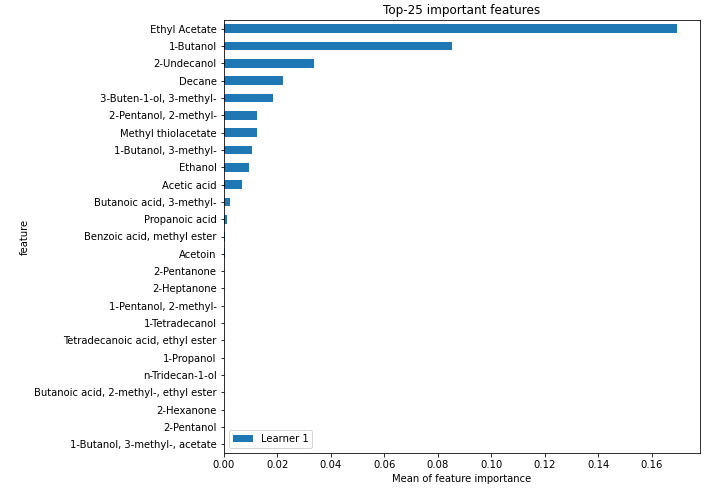 Top-25 important features
Ethyl Acetate
1-Butanol
2-Undecanol
Decane
3-Buten-1-ol, 3-methyl-
2-Pentanol, 2-methyl-
Methyl thiolacetate
1-Butanol, 3-methyl-
Ethanol
Acetic acid
Butanoic acid, 3-methyl-
Propanoic acid
Benzoic acid, methyl ester
Acetoin
2-Pentanone
2-Heptanone
1-Pentanol, 2-methyl-
1-Tetradecanol
Tetradecanoic acid, ethyl ester
1-Propanol
n-Tridecan-1-ol
Butanoic acid, 2-methyl-, ethyl ester
2-Hexanone
2-Pentanol
1-Butanol, 3-methyl-, acetate
feature
Learner 1
0.00 0.02 0.04 0.06 0.08 0.10 0.12 0.14 0.16
Mean of feature importance